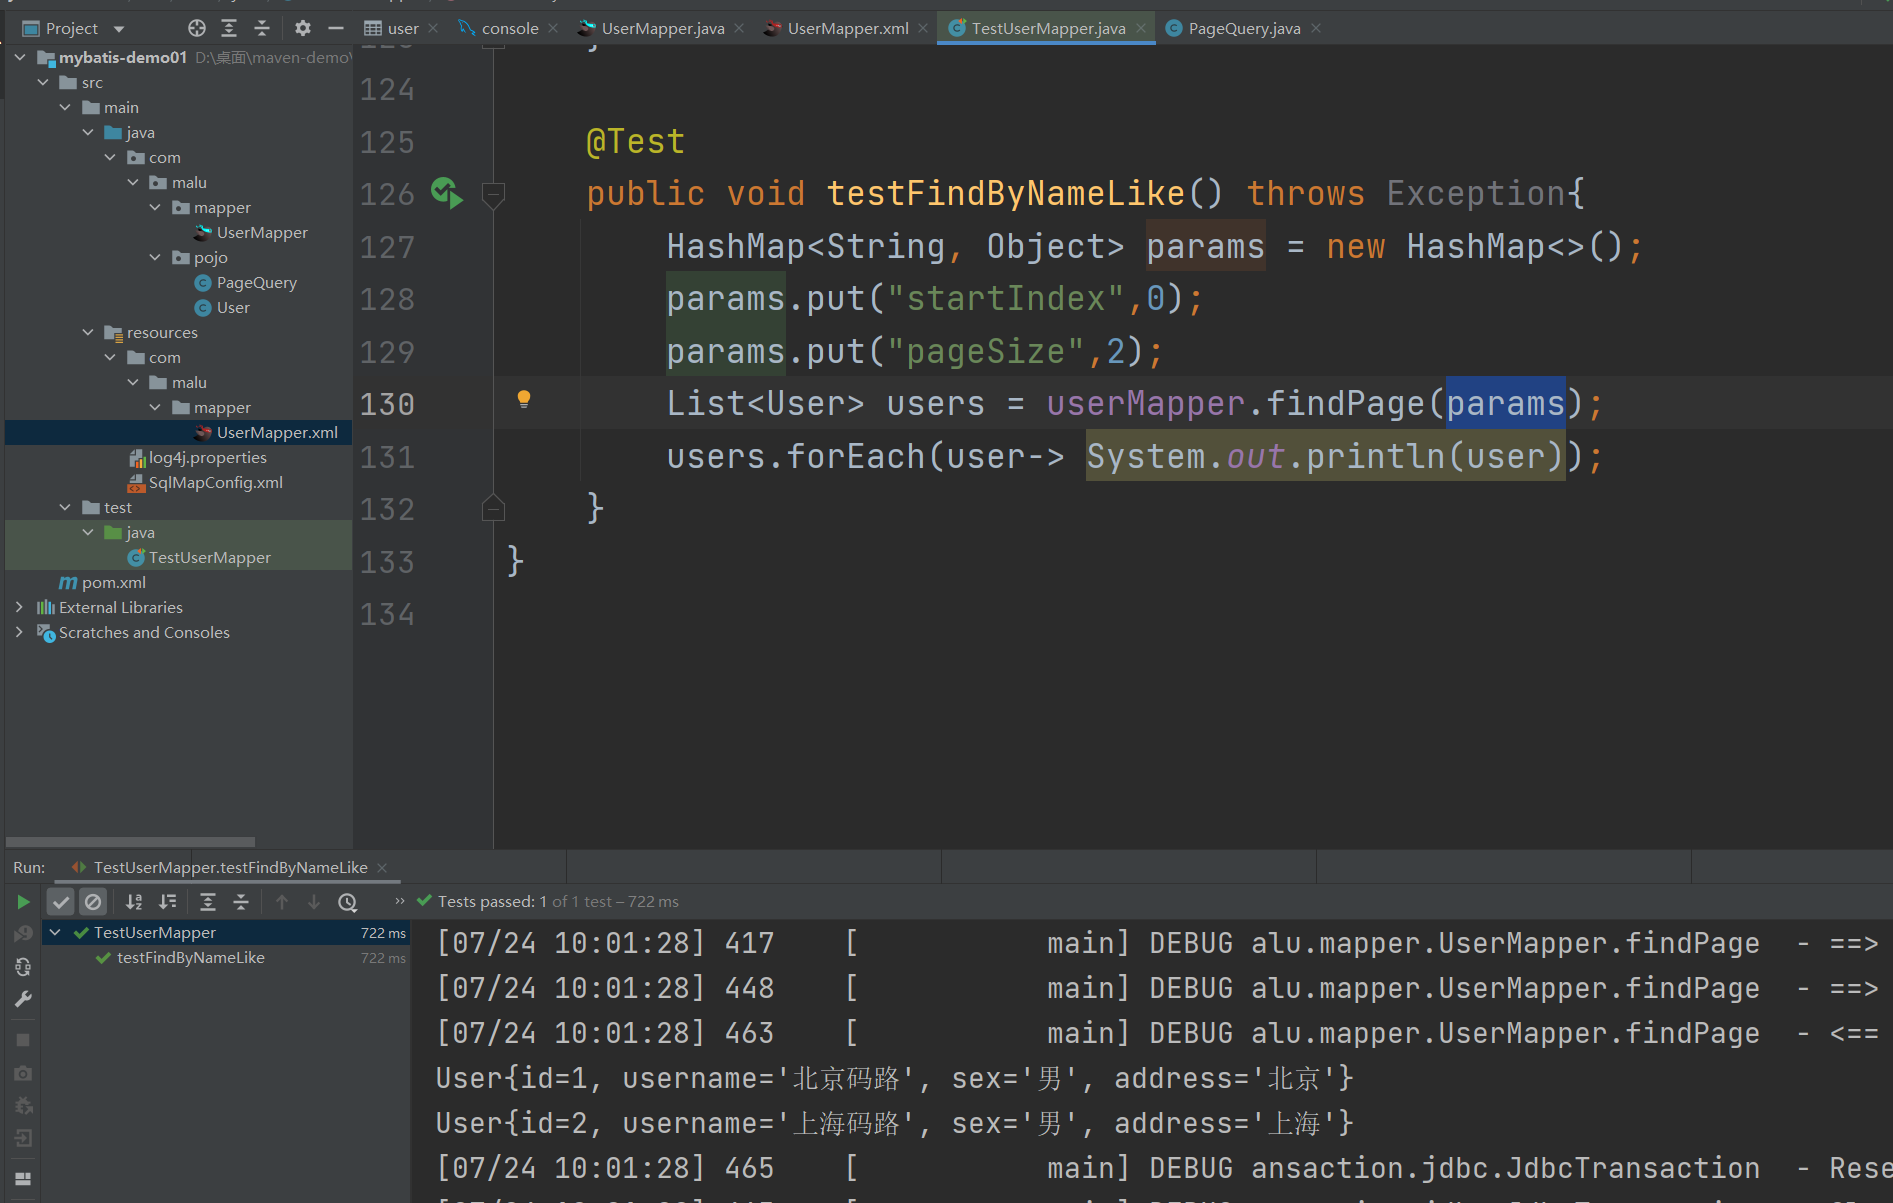 Project
user
console
UserMapper.java
UserMapper.xml
TestUserMapper.java
PageQuery.java
mybatis-demo01 D:\桌面\maven-demo\
src
main
java
com
malu
mapper
UserMapper
pojo
PageQuery
User
resources
com
malu
mapper
UserMapper.xml
log4j.properties
SqlMapConfig.xml
test
java
TestUserMapper
pom.xml
External Libraries
Scratches and Consoles
124
125 @Test
126 public void testFindByNameLike() throws Exception{
127 HashMap<String, Object> params = new HashMap<>();
128 params.put("startIndex",0);
129 params.put("pageSize",2);
130 List<User> users = userMapper.findPage(params);
131 users.forEach(user-> System.out.println(user));
132 }
133 }
134
Run: TestUserMapper.testFindByNameLike
Tests passed: 1 of 1 test – 722 ms
TestUserMapper 722 ms
testFindByNameLike 722 ms
[07/24 10:01:28] 417 [ main] DEBUG alu.mapper.UserMapper.findPage - ==>
[07/24 10:01:28] 448 [ main] DEBUG alu.mapper.UserMapper.findPage - ==>
[07/24 10:01:28] 463 [ main] DEBUG alu.mapper.UserMapper.findPage - <==
User{id=1, username='北京码路', sex='男', address='北京'}
User{id=2, username='上海码路', sex='男', address='上海'}
[07/24 10:01:28] 465 [ main] DEBUG ansaction.jdbc.JdbcTransaction - Rese